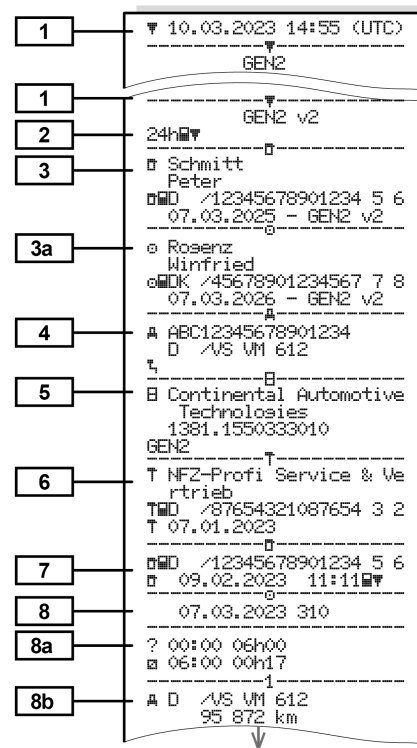 1
▼ 10.03.2023 14:55 (UTC)
-----------▼-----------
GEN2
1
-----------▼-----------
GEN2 v2
2
24h▼
3
Schmitt
Peter
D /12345678901234 5 6
07.03.2025 - GEN2 v2
3a
Rogenz
Winfried
DK /45678901234567 7 8
07.03.2026 - GEN2 v2
4
ABC12345678901234
D /VS VM 612
5
Continental Automotive
Technologies
1381.1550333010
GEN2
6
T NFZ-Profi Service & Ve
rtrieb
TD /87654321087654 3 2
T 07.01.2023
7
D /12345678901234 5 6
09.02.2023 11:11▼
8
07.03.2023 310
8a
? 00:00 06h00
06:00 00h17
-----------1-----------
8b
D /VS VM 612
95 872 km